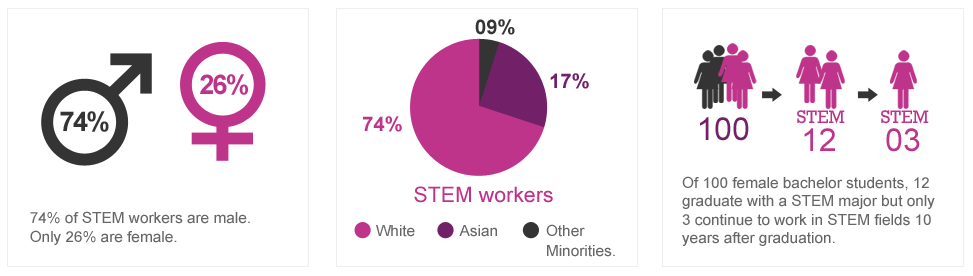 74%
26%
74% of STEM workers are male.
Only 26% are female.
09%
17%
74%
STEM workers
White
Asian
Other
Minorities.
100
STEM
12
STEM
03
Of 100 female bachelor students, 12
graduate with a STEM major but only
3 continue to work in STEM fields 10
years after graduation.